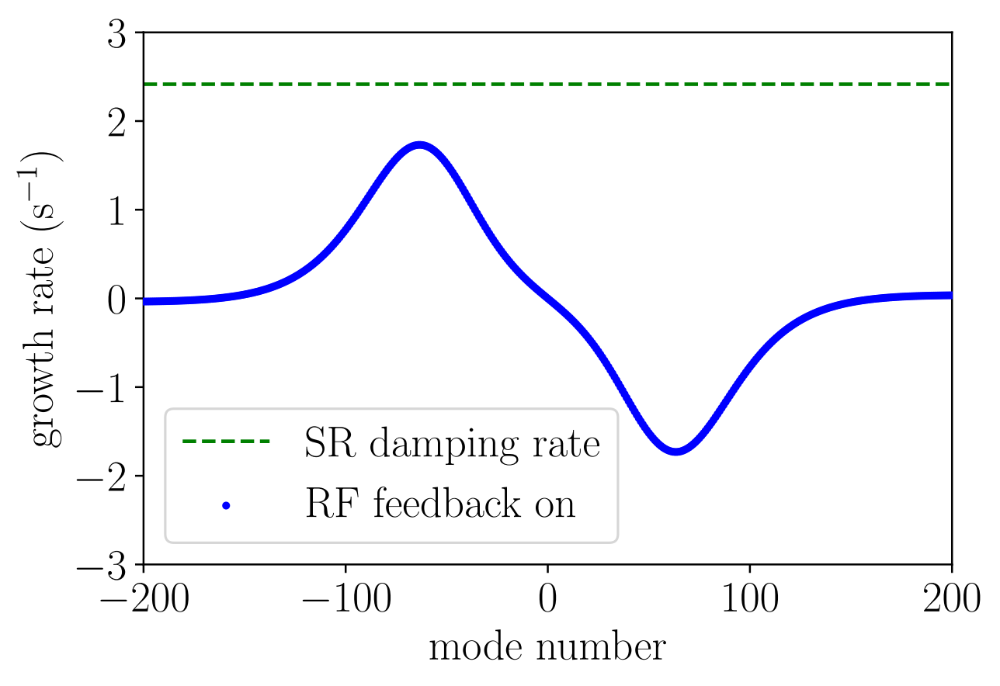 growth rate (s⁻¹)
3
2
1
0
−1
−2
−3
SR damping rate
RF feedback on
−200 −100 0 100 200
mode number